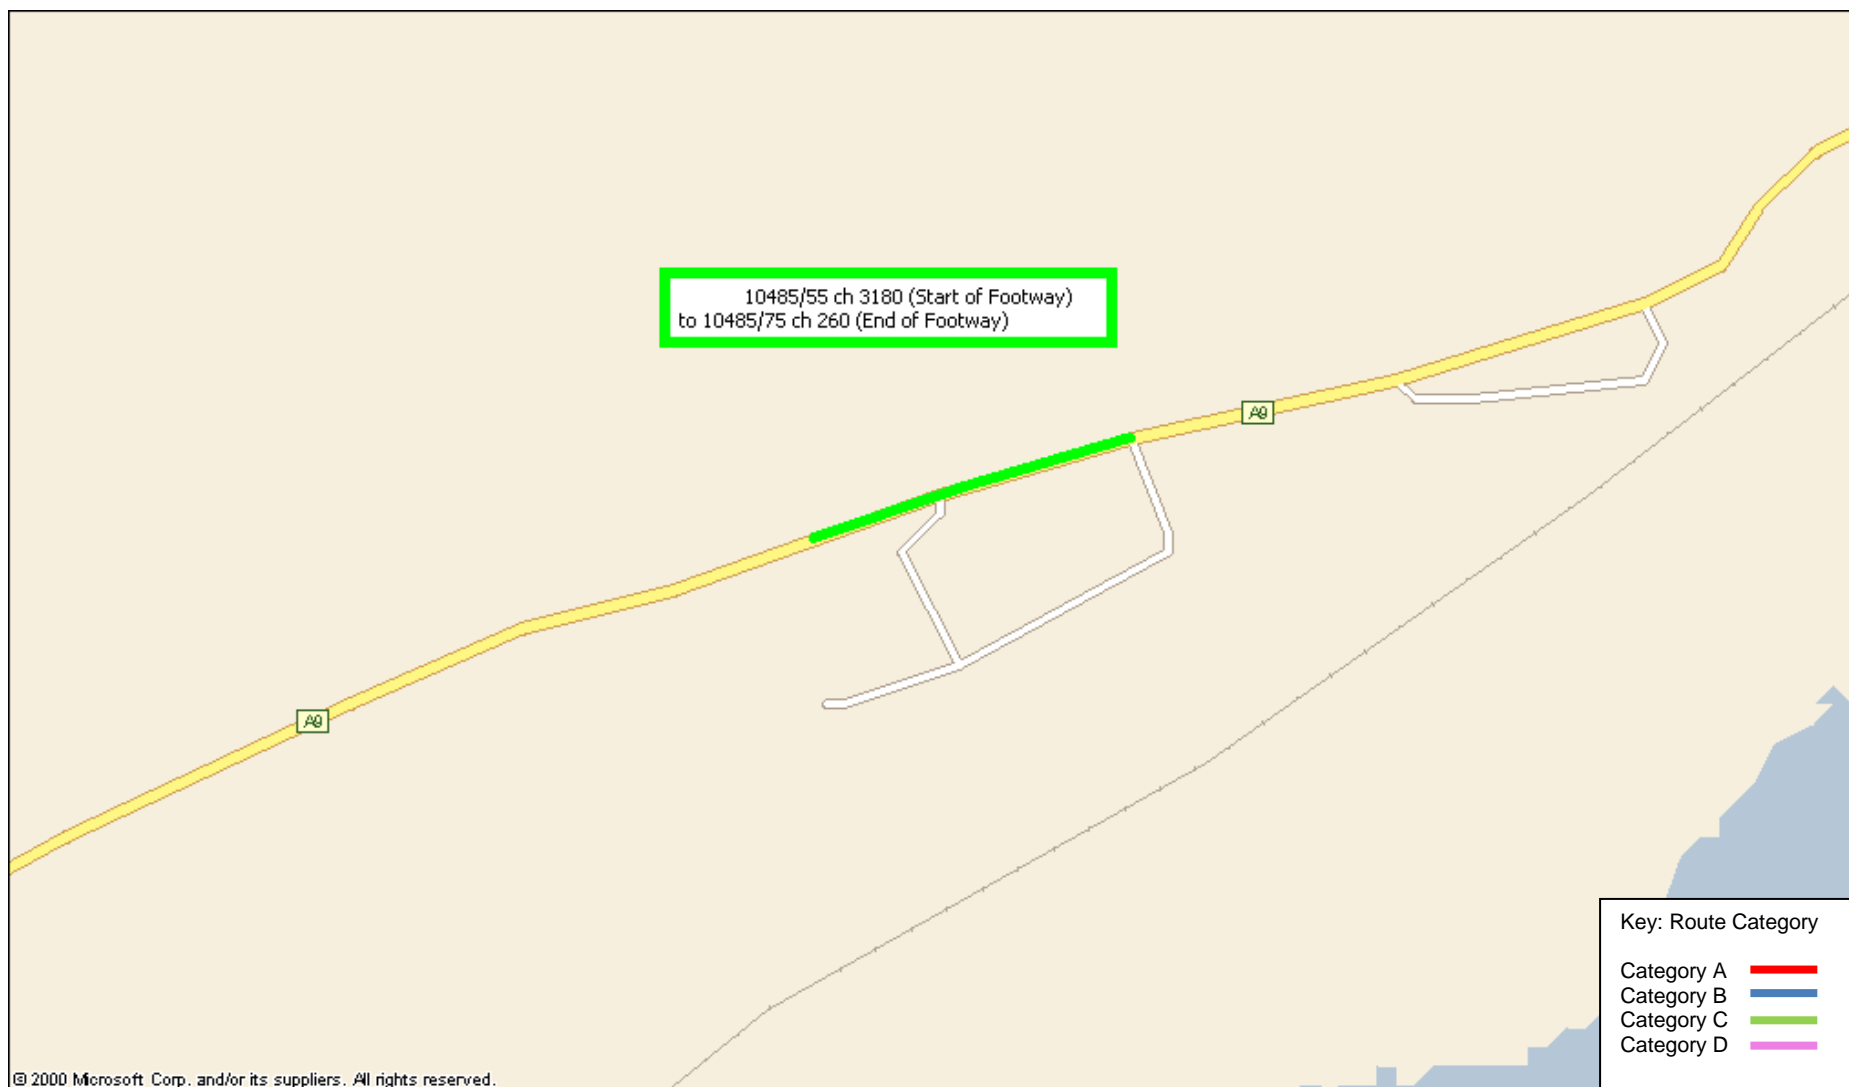 10485/55 ch 3180 (Start of Footway)
to 10485/75 ch 260 (End of Footway)
A9
A9
Key: Route Category
Category A
Category B
Category C
Category D
© 2000 Microsoft Corp. and/or its suppliers. All rights reserved.